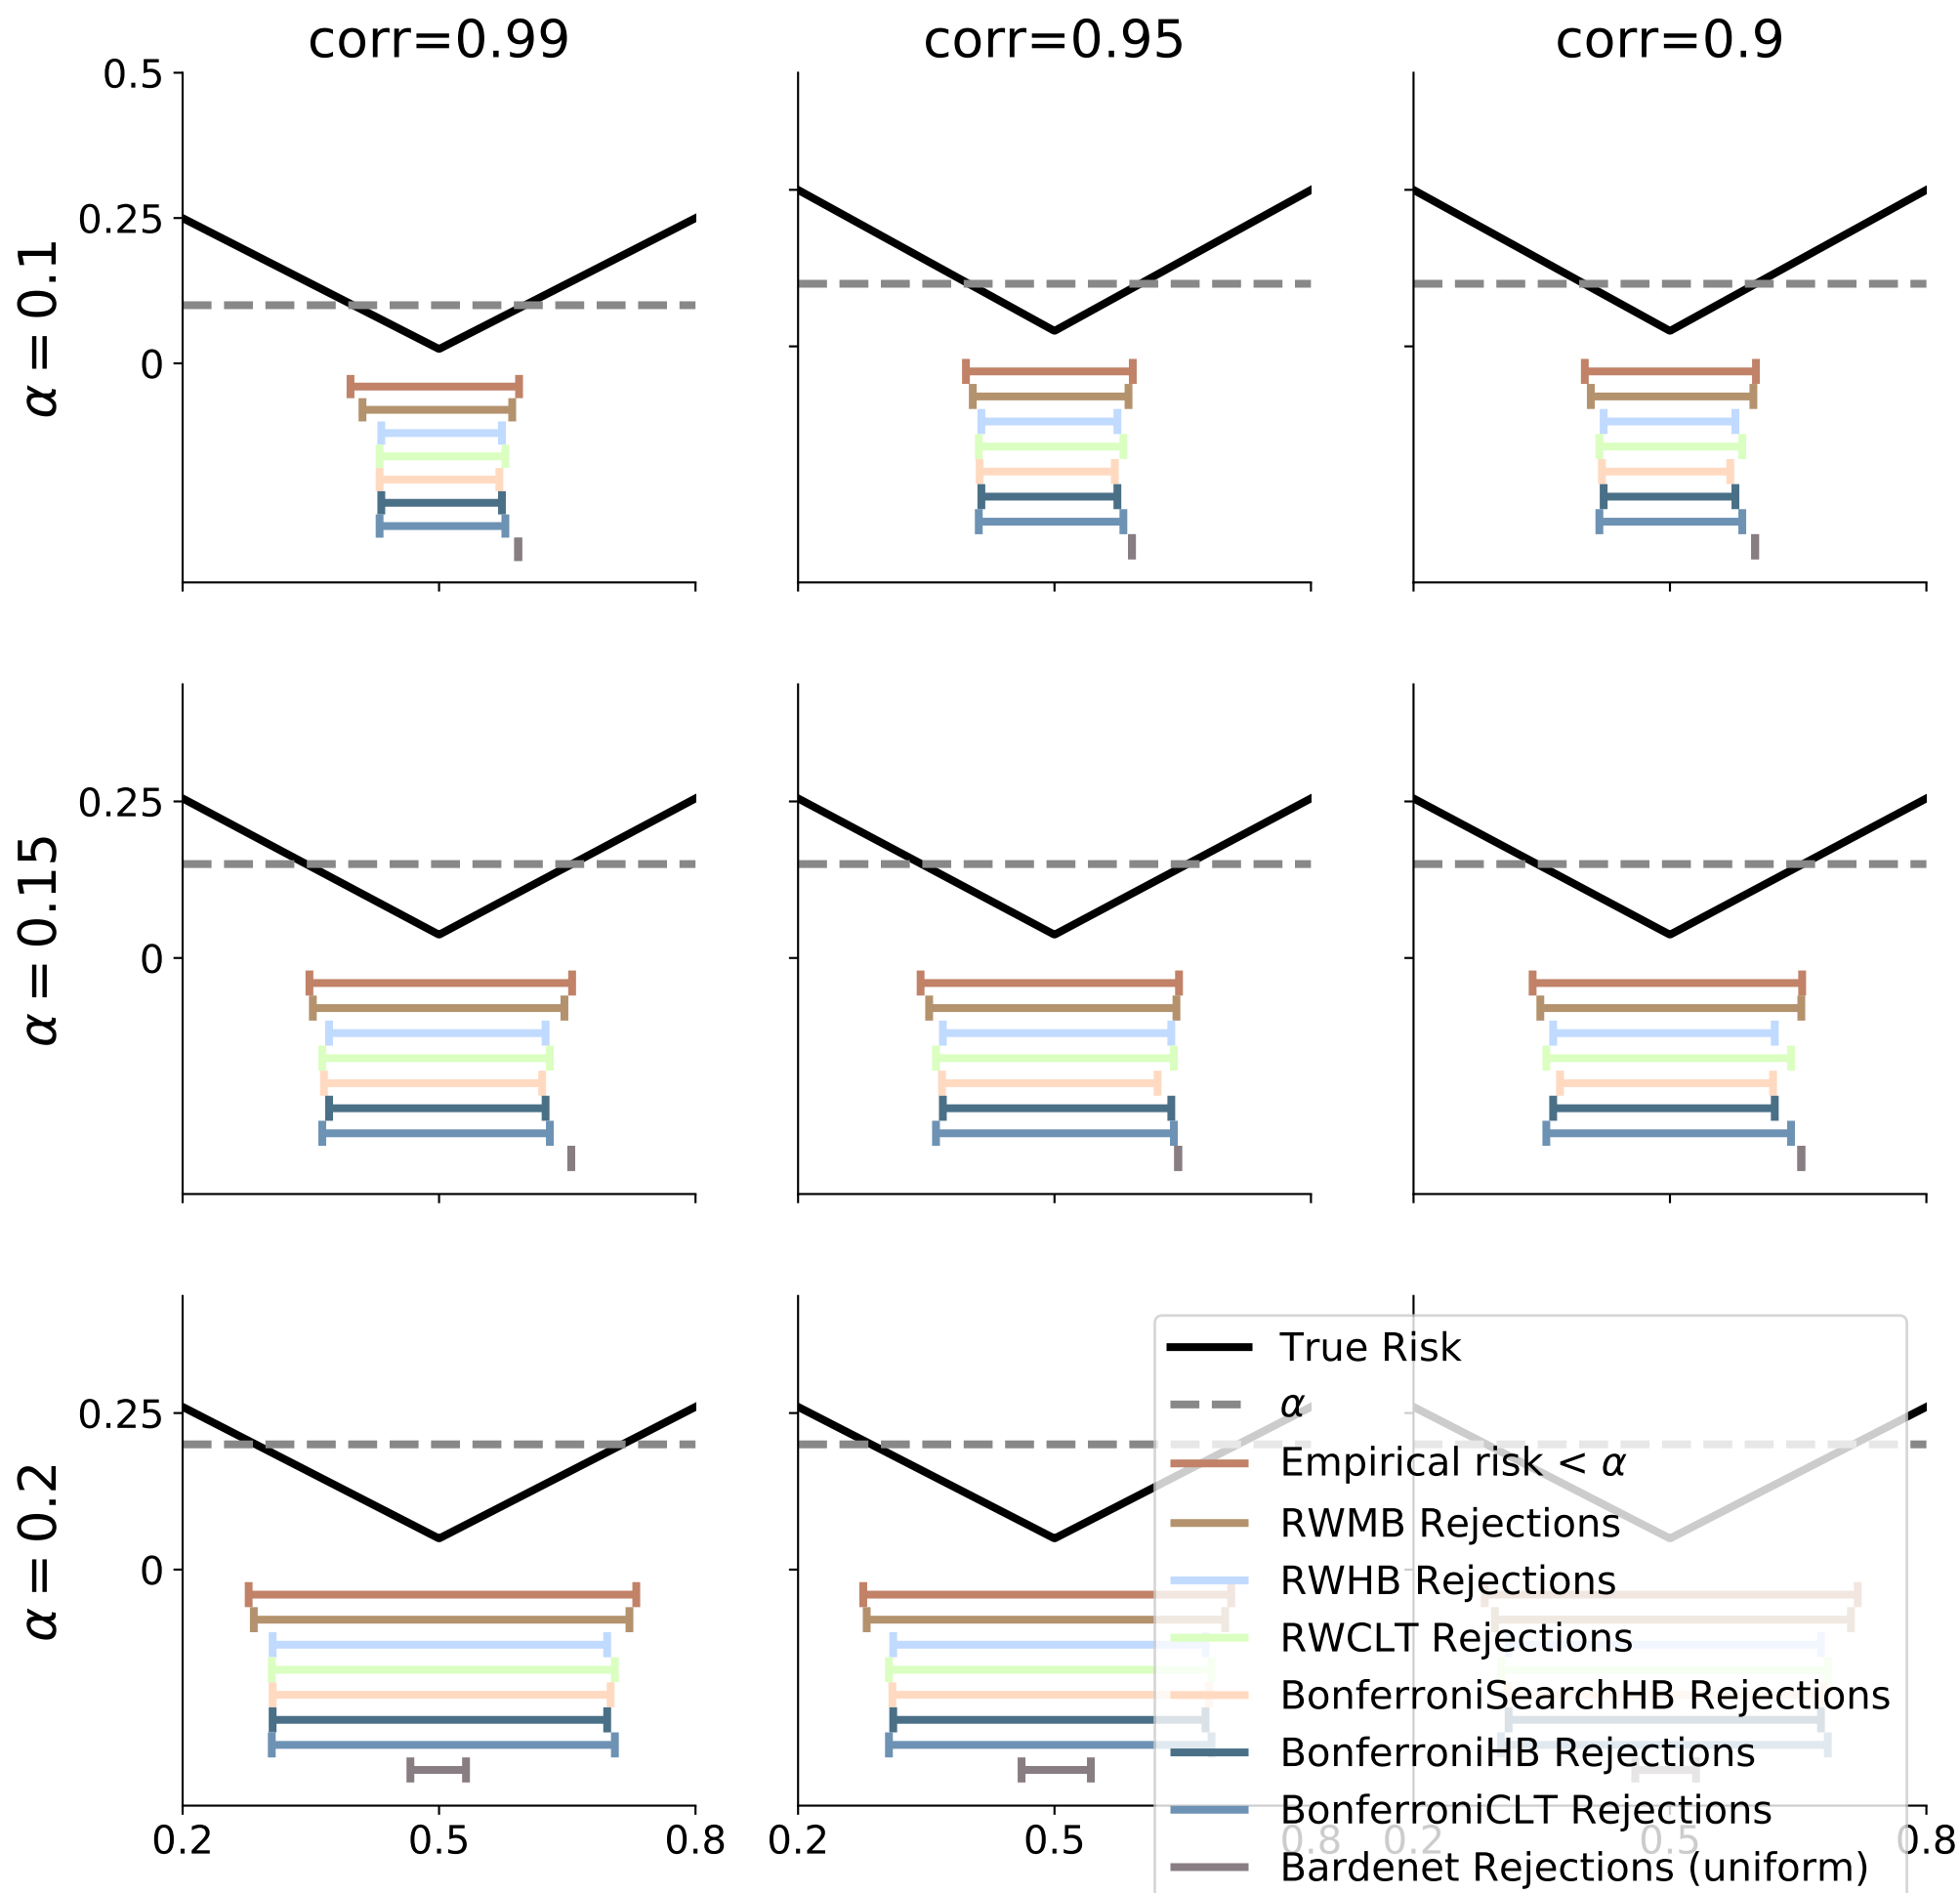 corr=0.99 corr=0.95 corr=0.9
0.5
0.25
0
α = 0.1
0.25
0
α = 0.15
0.25
0
α = 0.2
True Risk
α
Empirical risk < α
RWMB Rejections
RWHB Rejections
RWCLT Rejections
BonferroniSearchHB Rejections
BonferroniHB Rejections
BonferroniCLT Rejections
Bardenet Rejections (uniform)
0.2 0.5 0.8 0.2 0.5 0.8 0.2 0.5 0.8